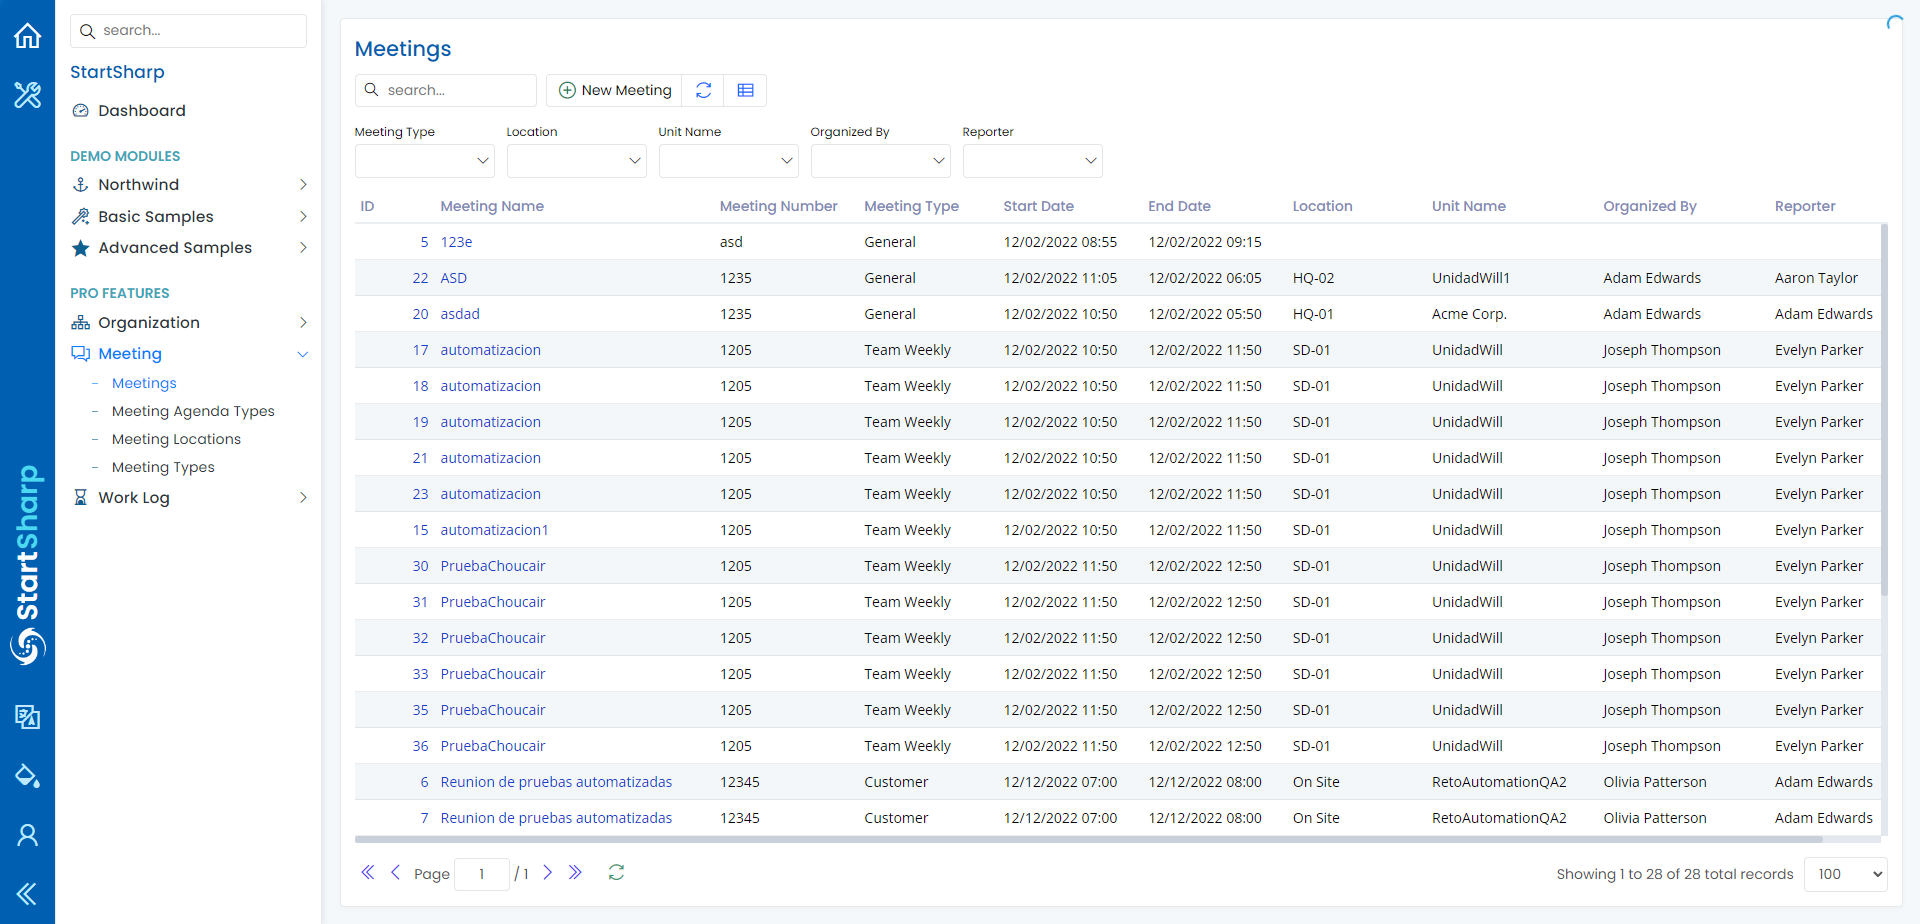 search...
StartSharp
Dashboard
DEMO MODULES
Northwind
Basic Samples
Advanced Samples
PRO FEATURES
Organization
Meeting
- Meetings
- Meeting Agenda Types
- Meeting Locations
- Meeting Types
Work Log
StartSharp
Meetings
search...
New Meeting
Meeting Type Location Unit Name Organized By Reporter
ID Meeting Name Meeting Number Meeting Type Start Date End Date Location Unit Name Organized By Reporter
5 123e asd General 12/02/2022 08:55 12/02/2022 09:15
22 ASD 1235 General 12/02/2022 11:05 12/02/2022 06:05 HQ-02 UnidadWill1 Adam Edwards Aaron Taylor
20 asdad 1235 General 12/02/2022 10:50 12/02/2022 05:50 HQ-01 Acme Corp. Adam Edwards Adam Edwards
17 automatizacion 1205 Team Weekly 12/02/2022 10:50 12/02/2022 11:50 SD-01 UnidadWill Joseph Thompson Evelyn Parker
18 automatizacion 1205 Team Weekly 12/02/2022 10:50 12/02/2022 11:50 SD-01 UnidadWill Joseph Thompson Evelyn Parker
19 automatizacion 1205 Team Weekly 12/02/2022 10:50 12/02/2022 11:50 SD-01 UnidadWill Joseph Thompson Evelyn Parker
21 automatizacion 1205 Team Weekly 12/02/2022 10:50 12/02/2022 11:50 SD-01 UnidadWill Joseph Thompson Evelyn Parker
23 automatizacion 1205 Team Weekly 12/02/2022 10:50 12/02/2022 11:50 SD-01 UnidadWill Joseph Thompson Evelyn Parker
15 automatizacion1 1205 Team Weekly 12/02/2022 10:50 12/02/2022 11:50 SD-01 UnidadWill Joseph Thompson Evelyn Parker
30 PruebaChoucair 1205 Team Weekly 12/02/2022 11:50 12/02/2022 12:50 SD-01 UnidadWill Joseph Thompson Evelyn Parker
31 PruebaChoucair 1205 Team Weekly 12/02/2022 11:50 12/02/2022 12:50 SD-01 UnidadWill Joseph Thompson Evelyn Parker
32 PruebaChoucair 1205 Team Weekly 12/02/2022 11:50 12/02/2022 12:50 SD-01 UnidadWill Joseph Thompson Evelyn Parker
33 PruebaChoucair 1205 Team Weekly 12/02/2022 11:50 12/02/2022 12:50 SD-01 UnidadWill Joseph Thompson Evelyn Parker
35 PruebaChoucair 1205 Team Weekly 12/02/2022 11:50 12/02/2022 12:50 SD-01 UnidadWill Joseph Thompson Evelyn Parker
36 PruebaChoucair 1205 Team Weekly 12/02/2022 11:50 12/02/2022 12:50 SD-01 UnidadWill Joseph Thompson Evelyn Parker
6 Reunion de pruebas automatizadas 12345 Customer 12/12/2022 07:00 12/12/2022 08:00 On Site RetoAutomationQA2 Olivia Patterson Adam Edwards
7 Reunion de pruebas automatizadas 12345 Customer 12/12/2022 07:00 12/12/2022 08:00 On Site RetoAutomationQA2 Olivia Patterson Adam Edwards
Page 1 / 1
Showing 1 to 28 of 28 total records 100